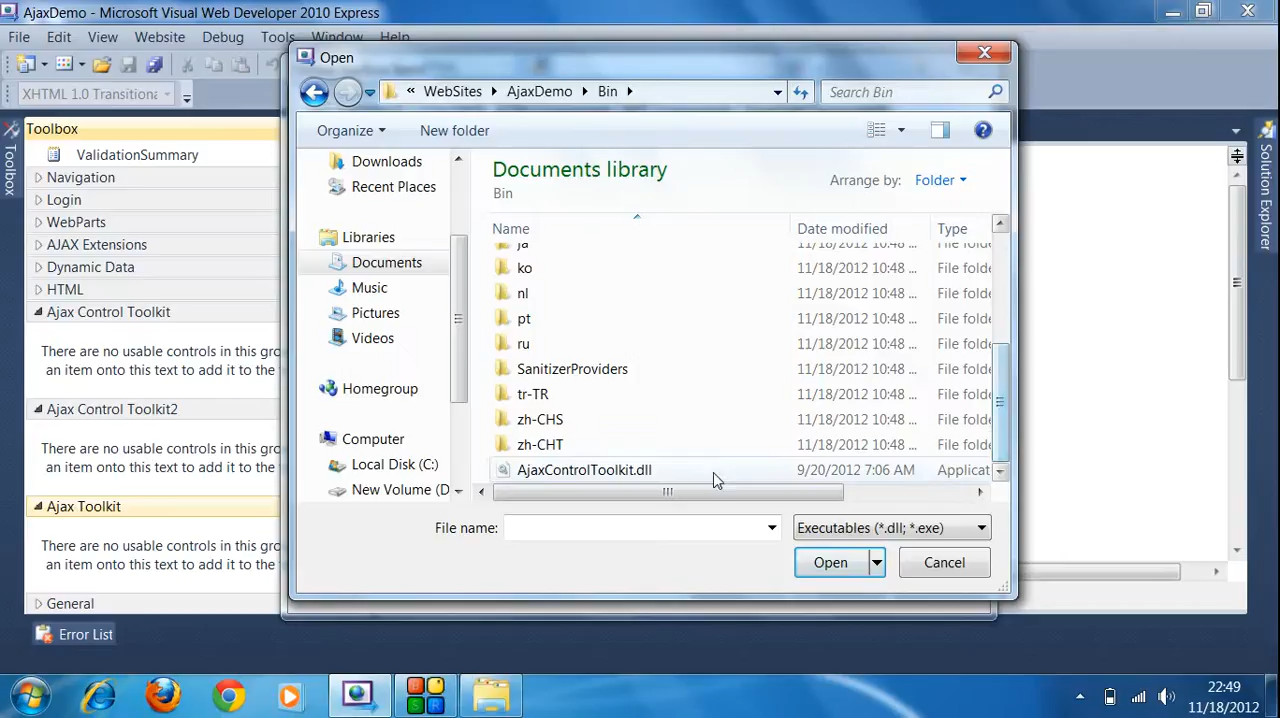 AjaxDemo - Microsoft Visual Web Developer 2010 Express
File Edit View Website Debug Tools Window Help
XHTML 1.0 Transitiona
Open
« WebSites AjaxDemo Bin
Search Bin
Organize New folder
Toolbox
Toolbox
ValidationSummary
Navigation
Login
WebParts
AJAX Extensions
Dynamic Data
HTML
Ajax Control Toolkit
There are no usable controls in this gro
an item onto this text to add it to the
Ajax Control Toolkit2
There are no usable controls in this gro
an item onto this text to add it to the
Ajax Toolkit
There are no usable controls in this gro
an item onto this text to add it to the
General
Error List
Downloads
Recent Places
Libraries
Documents
Music
Pictures
Videos
Homegroup
Computer
Local Disk (C:)
New Volume (D
Documents library
Bin
Arrange by: Folder
Name Date modified Type
ja 11/18/2012 10:48 ... File folde
ko 11/18/2012 10:48 ... File folde
nl 11/18/2012 10:48 ... File folde
pt 11/18/2012 10:48 ... File folde
ru 11/18/2012 10:48 ... File folde
SanitizerProviders 11/18/2012 10:48 ... File folde
tr-TR 11/18/2012 10:48 ... File folde
zh-CHS 11/18/2012 10:48 ... File folde
zh-CHT 11/18/2012 10:48 ... File folde
AjaxControlToolkit.dll 9/20/2012 7:06 AM Applicat
File name: Executables (*.dll; *.exe)
Open Cancel
Solution Explorer
22:49
11/18/2012